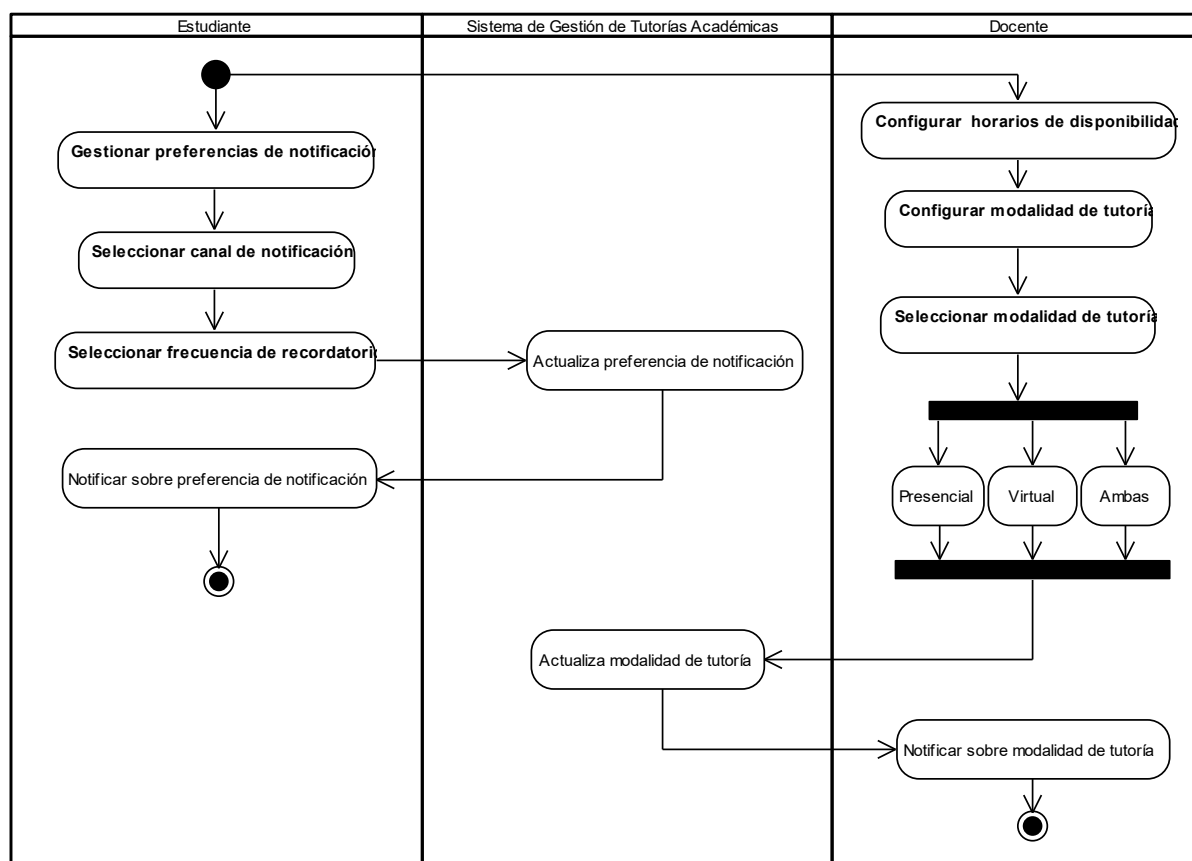 Estudiante
Sistema de Gestión de Tutorías Académicas
Docente
Gestionar preferencias de notificación
Seleccionar canal de notificación
Seleccionar frecuencia de recordatori
Notificar sobre preferencia de notificación
Actualiza preferencia de notificación
Actualiza modalidad de tutoría
Configurar horarios de disponibilidad
Configurar modalidad de tutoría
Seleccionar modalidad de tutoría
Presencial
Virtual
Ambas
Notificar sobre modalidad de tutoría